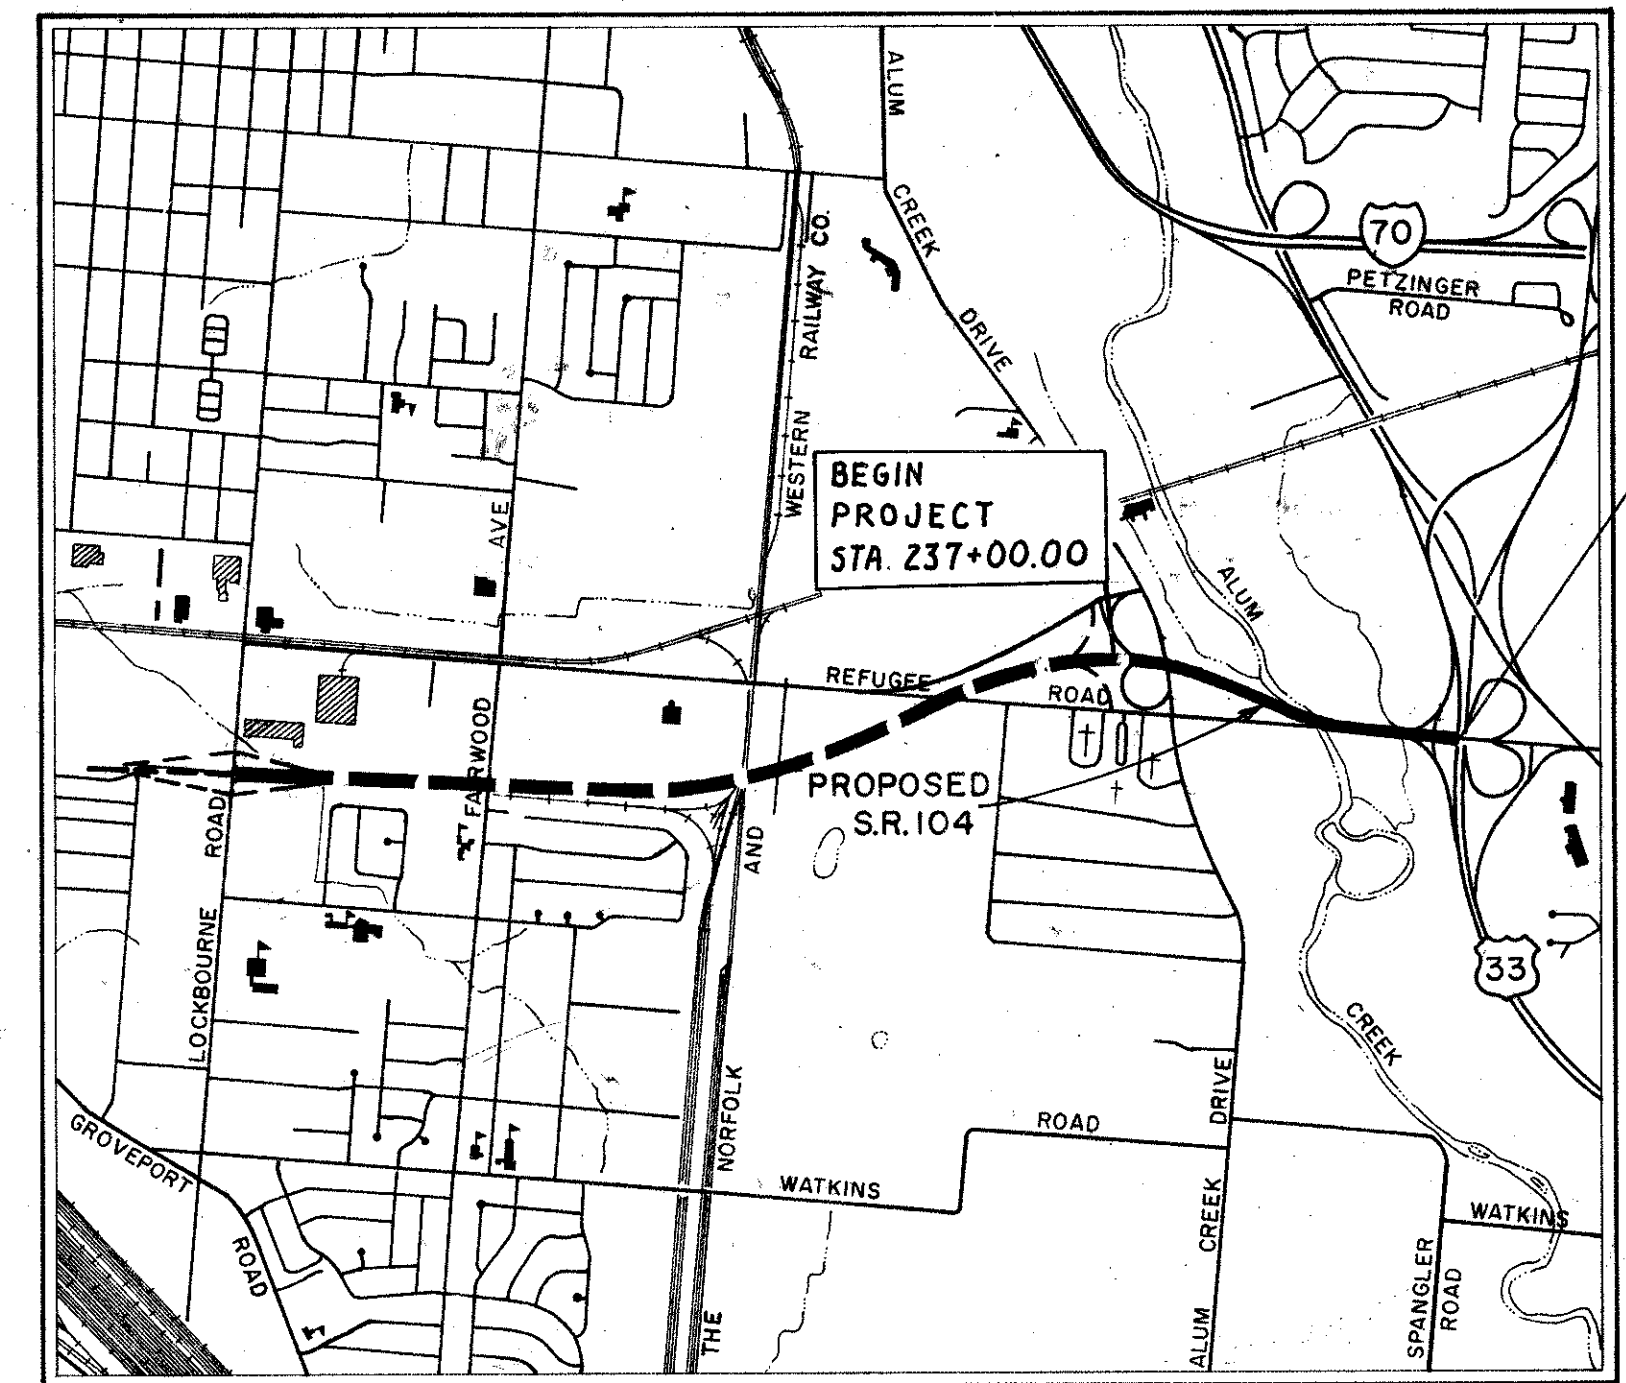 ALUM
CREEK
DRIVE
70
PETZINGER
ROAD
THE
NORFOLK
AND
WESTERN
RAILWAY CO.
BEGIN
PROJECT
STA. 237+00.00
AVE
FAIRWOOD
ALUM
CREEK
REFUGEE
ROAD
PROPOSED
S.R. 104
LOCKBOURNE
ROAD
33
GROVEPORT
ROAD
WATKINS
ROAD
ALUM
CREEK
DRIVE
SPANGLER
ROAD
WATKINS